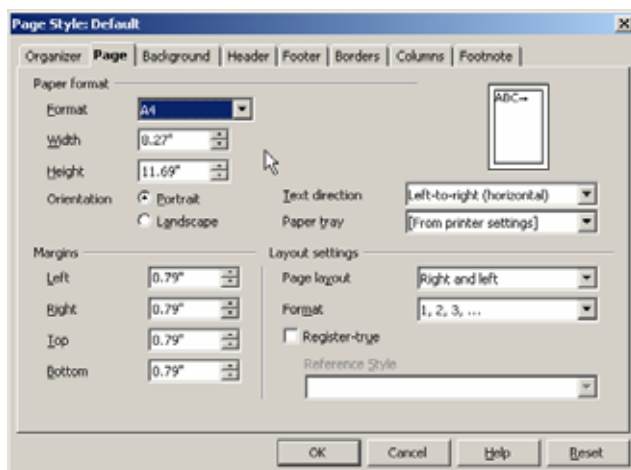 Page Style: Default
Organizer Page Background Header Footer Borders Columns Footnote
Paper format
Format A4
ABC
Width 8.27"
Height 11.69"
Orientation Portrait
Text direction Left-to-right (horizontal)
Landscape
Paper tray [From printer settings]
Margins
Layout settings
Left 0.79"
Page layout Right and left
Right 0.79"
Format 1, 2, 3, ...
Top 0.79"
Register-true
Bottom 0.79"
Reference Style
OK Cancel Help Reset